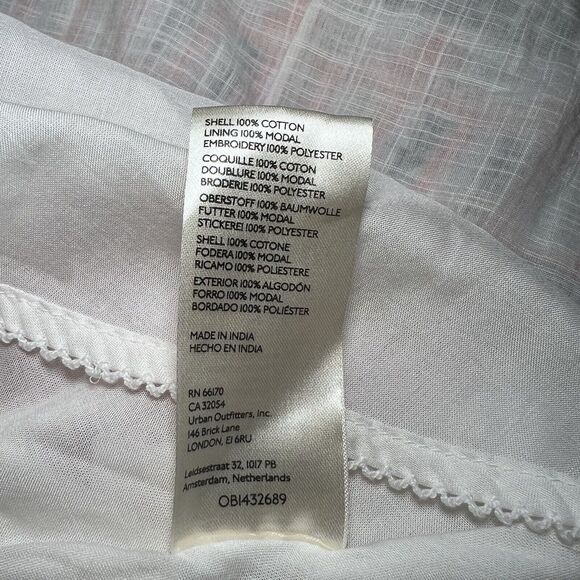 SHELL 100% COTTON
LINING 100% MODAL
EMBROIDERY 100% POLYESTER
COQUILLE 100% COTON
DOUBLURE 100% MODAL
BRODERIE 100% POLYESTER
OBERSTOFF 100% BAUMWOLLE
FUTTER 100% MODAL
STICKEREI 100% POLYESTER
SHELL 100% COTONE
FODERA 100% MODAL
RICAMO 100% POLIESTERE
EXTERIOR 100% ALGODÓN
FORRO 100% MODAL
BORDADO 100% POLIÉSTER
MADE IN INDIA
HECHO EN INDIA
RN 66170
CA 32054
Urban Outfitters, Inc.
146 Brick Lane
LONDON, E1 6RU
Leidsestraat 32, 1017 PB
Amsterdam, Netherlands
OB1432689